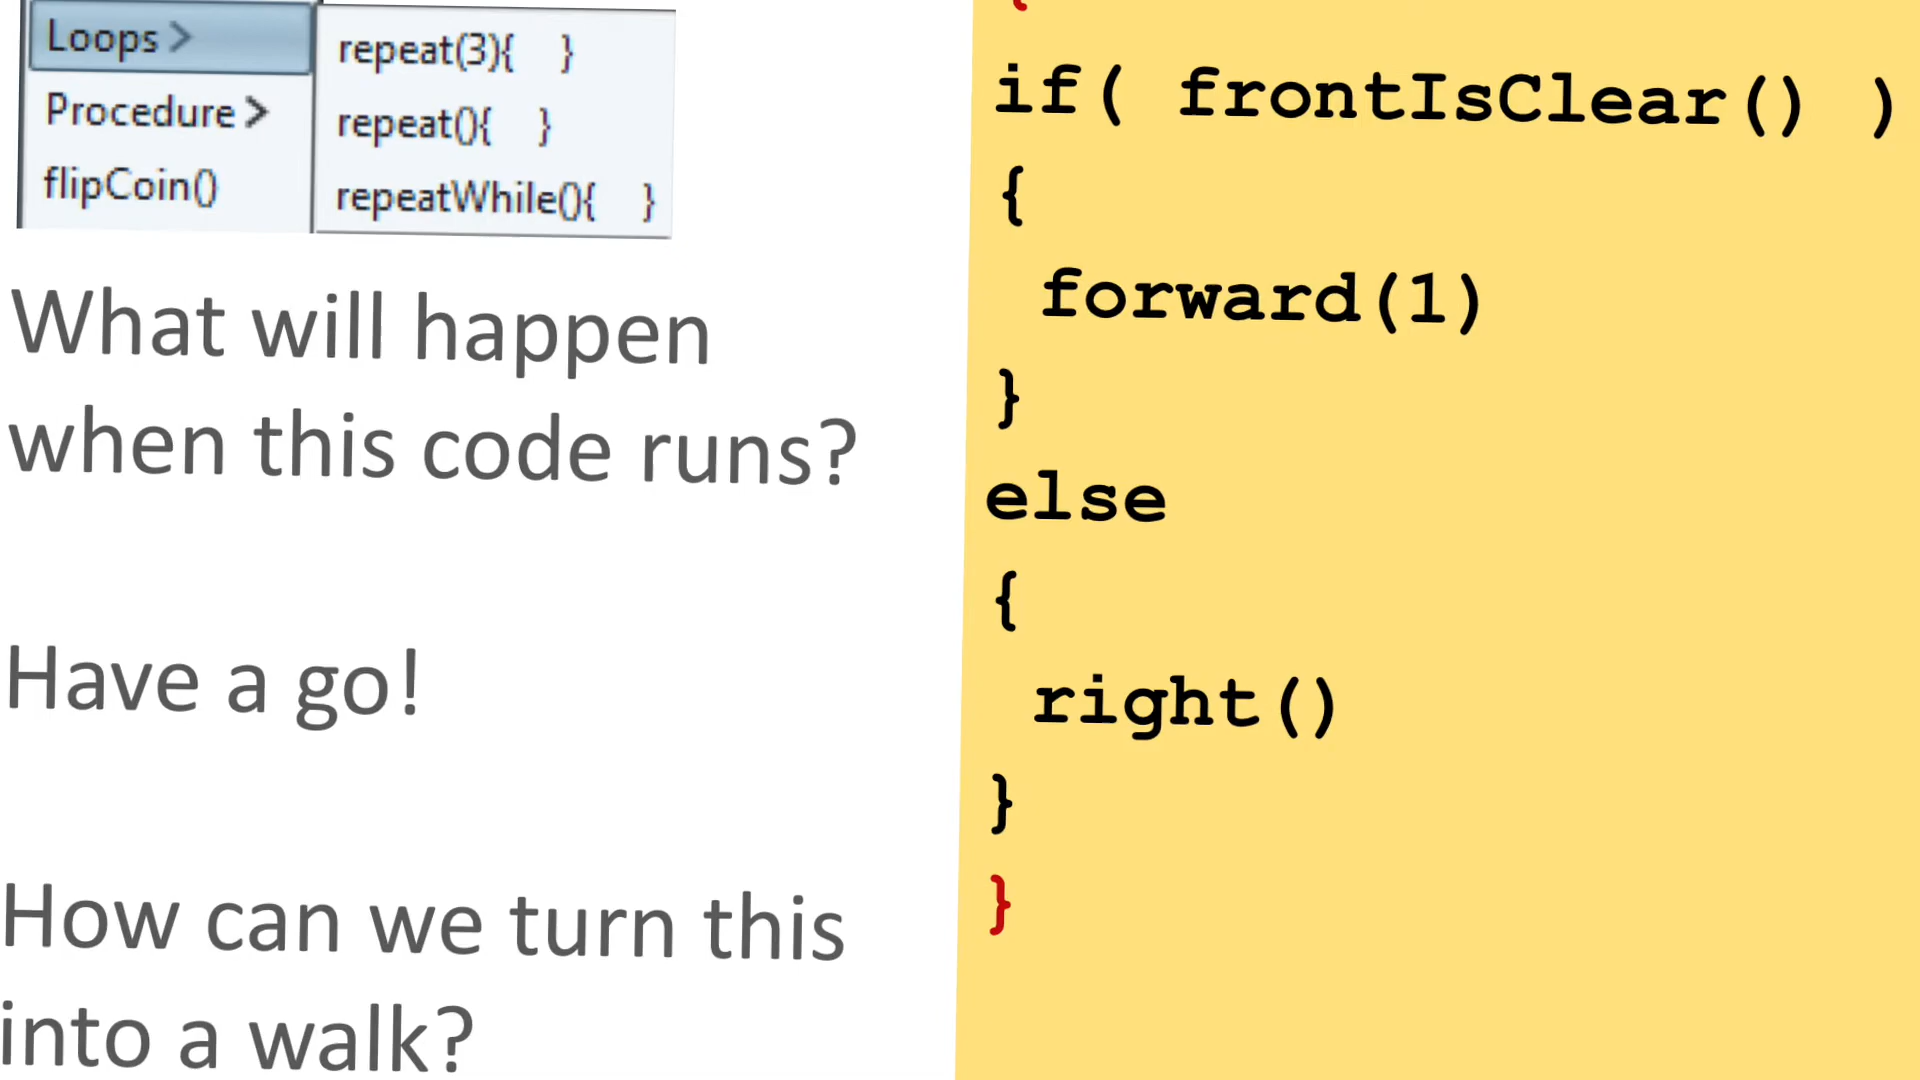 Loops >
Procedure >
flipCoin()
repeat(3){ }
repeat(){ }
repeatWhile(){ }
What will happen
when this code runs?
Have a go!
How can we turn this
into a walk?
{
if( frontIsClear() )
{
forward(1)
}
else
{
right()
}
}